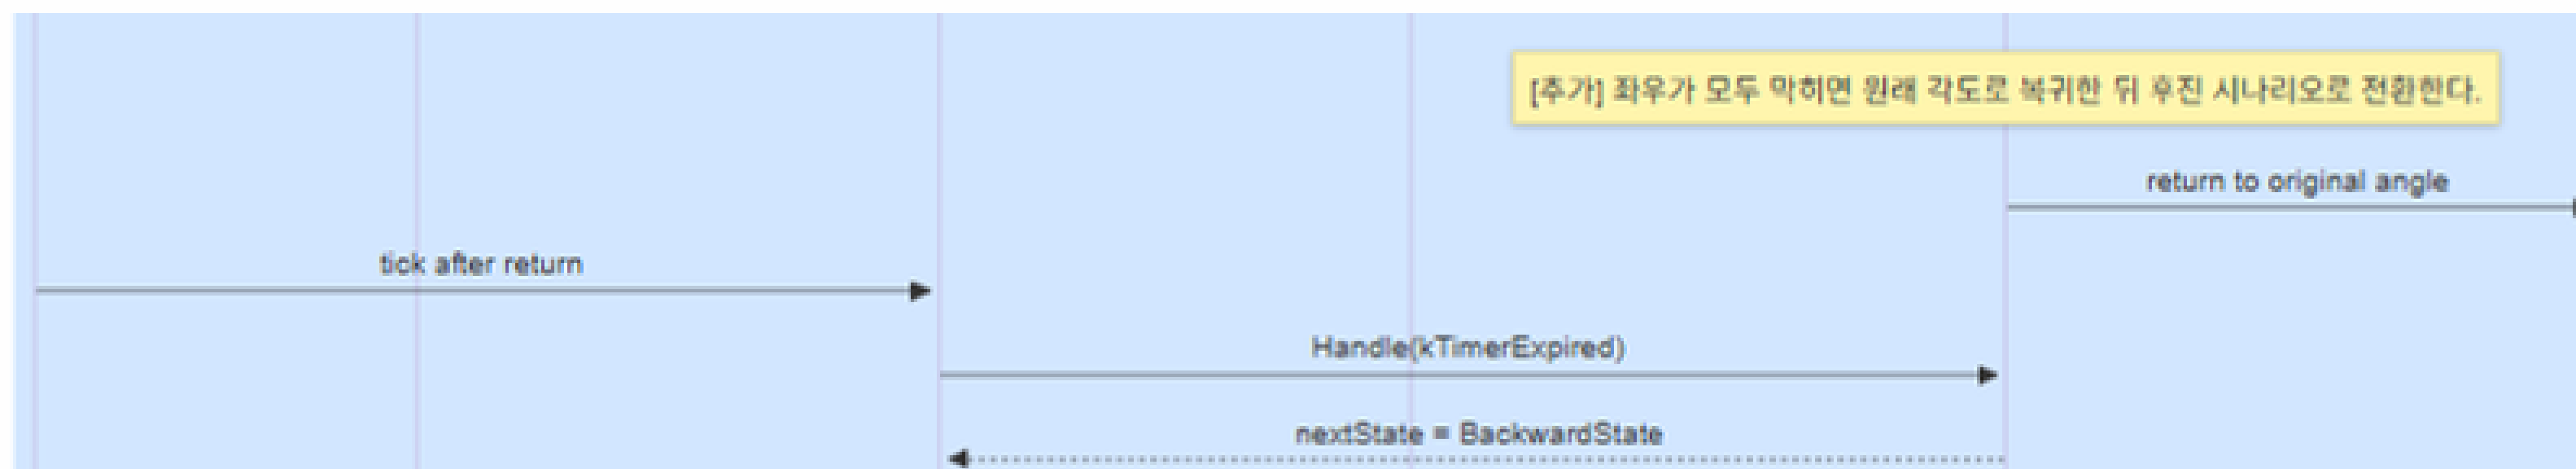 [추가] 좌우가 모두 막히면 원래 각도로 복귀한 뒤 후진 시나리오로 전환한다.
return to original angle
tick after return
Handle(kTimerExpired)
nextState = BackwardState